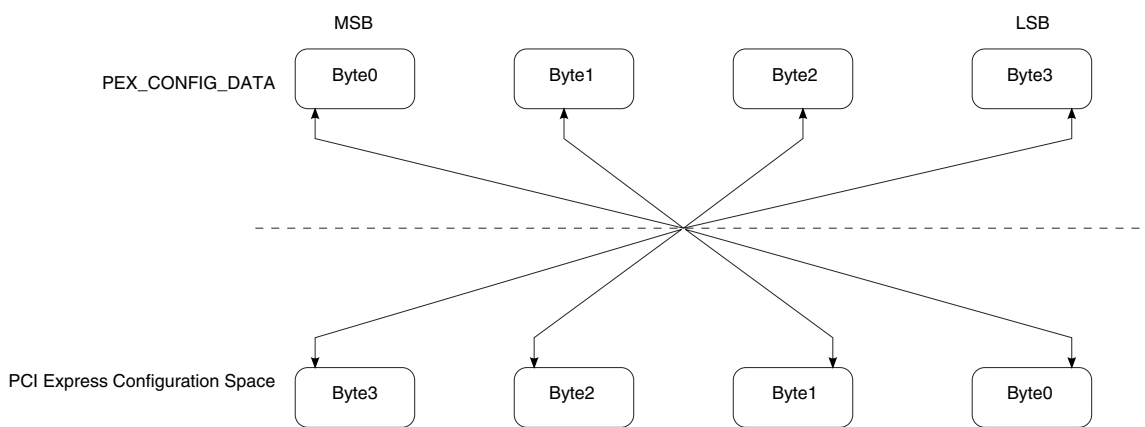 MSB LSB
PEX_CONFIG_DATA Byte0 Byte1 Byte2 Byte3
PCI Express Configuration Space Byte3 Byte2 Byte1 Byte0